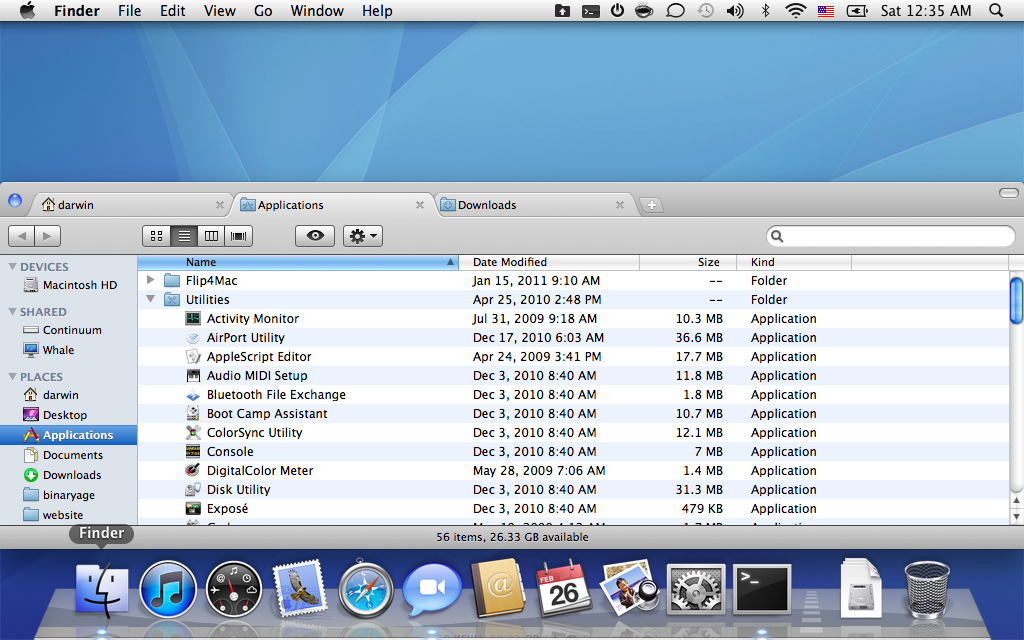 Finder File Edit View Go Window Help Sat 12:35 AM
darwin Applications Downloads
Name Date Modified Size Kind
DEVICES
Macintosh HD
SHARED
Continuum
Whale
PLACES
darwin
Desktop
Applications
Documents
Downloads
binaryage
website
Flip4Mac Jan 15, 2011 9:10 AM -- Folder
Utilities Apr 25, 2010 2:48 PM -- Folder
Activity Monitor Jul 31, 2009 9:18 AM 10.3 MB Application
AirPort Utility Dec 17, 2010 6:03 AM 36.6 MB Application
AppleScript Editor Apr 24, 2009 3:41 PM 17.7 MB Application
Audio MIDI Setup Dec 3, 2010 8:40 AM 11.8 MB Application
Bluetooth File Exchange Dec 3, 2010 8:40 AM 1.8 MB Application
Boot Camp Assistant Dec 3, 2010 8:40 AM 10.7 MB Application
ColorSync Utility Dec 3, 2010 8:40 AM 12.1 MB Application
Console Dec 3, 2010 8:40 AM 7 MB Application
DigitalColor Meter May 28, 2009 7:06 AM 1.4 MB Application
Disk Utility Dec 3, 2010 8:40 AM 31.3 MB Application
Exposé Dec 3, 2010 8:40 AM 479 KB Application
56 items, 26.33 GB available
Finder
@
FEB
26
>_